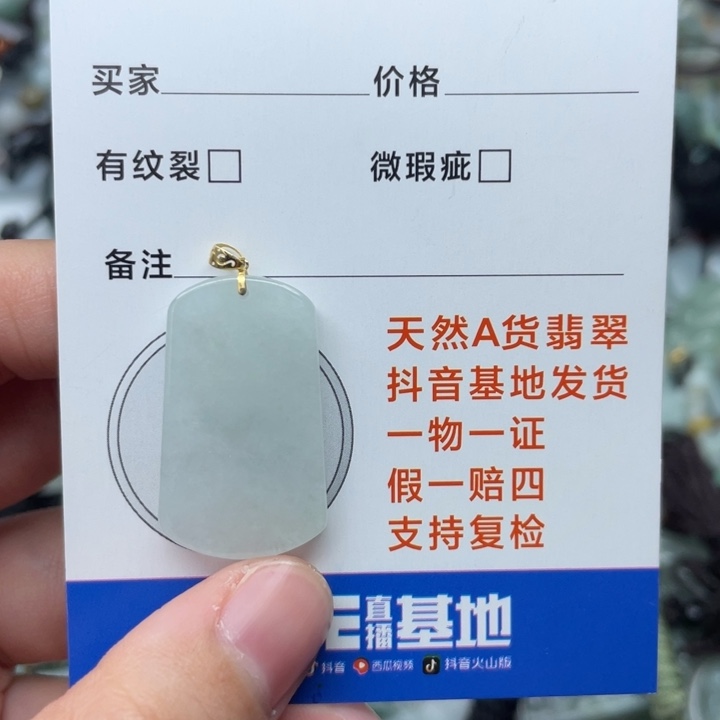 买家 价格
有纹裂 微瑕疵
备注
天然A货翡翠
抖音基地发货
一物一证
假一赔四
支持复检
直播基地
抖音 西瓜视频 抖音火山版